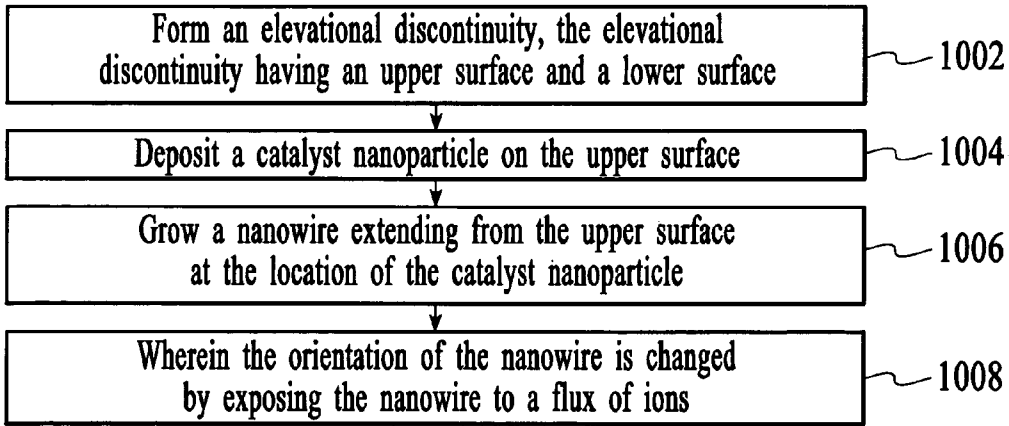 Form an elevational discontinuity, the elevational
discontinuity having an upper surface and a lower surface
1002
Deposit a catalyst nanoparticle on the upper surface
1004
Grow a nanowire extending from the upper surface
at the location of the catalyst nanoparticle
1006
Wherein the orientation of the nanowire is changed
by exposing the nanowire to a flux of ions
1008